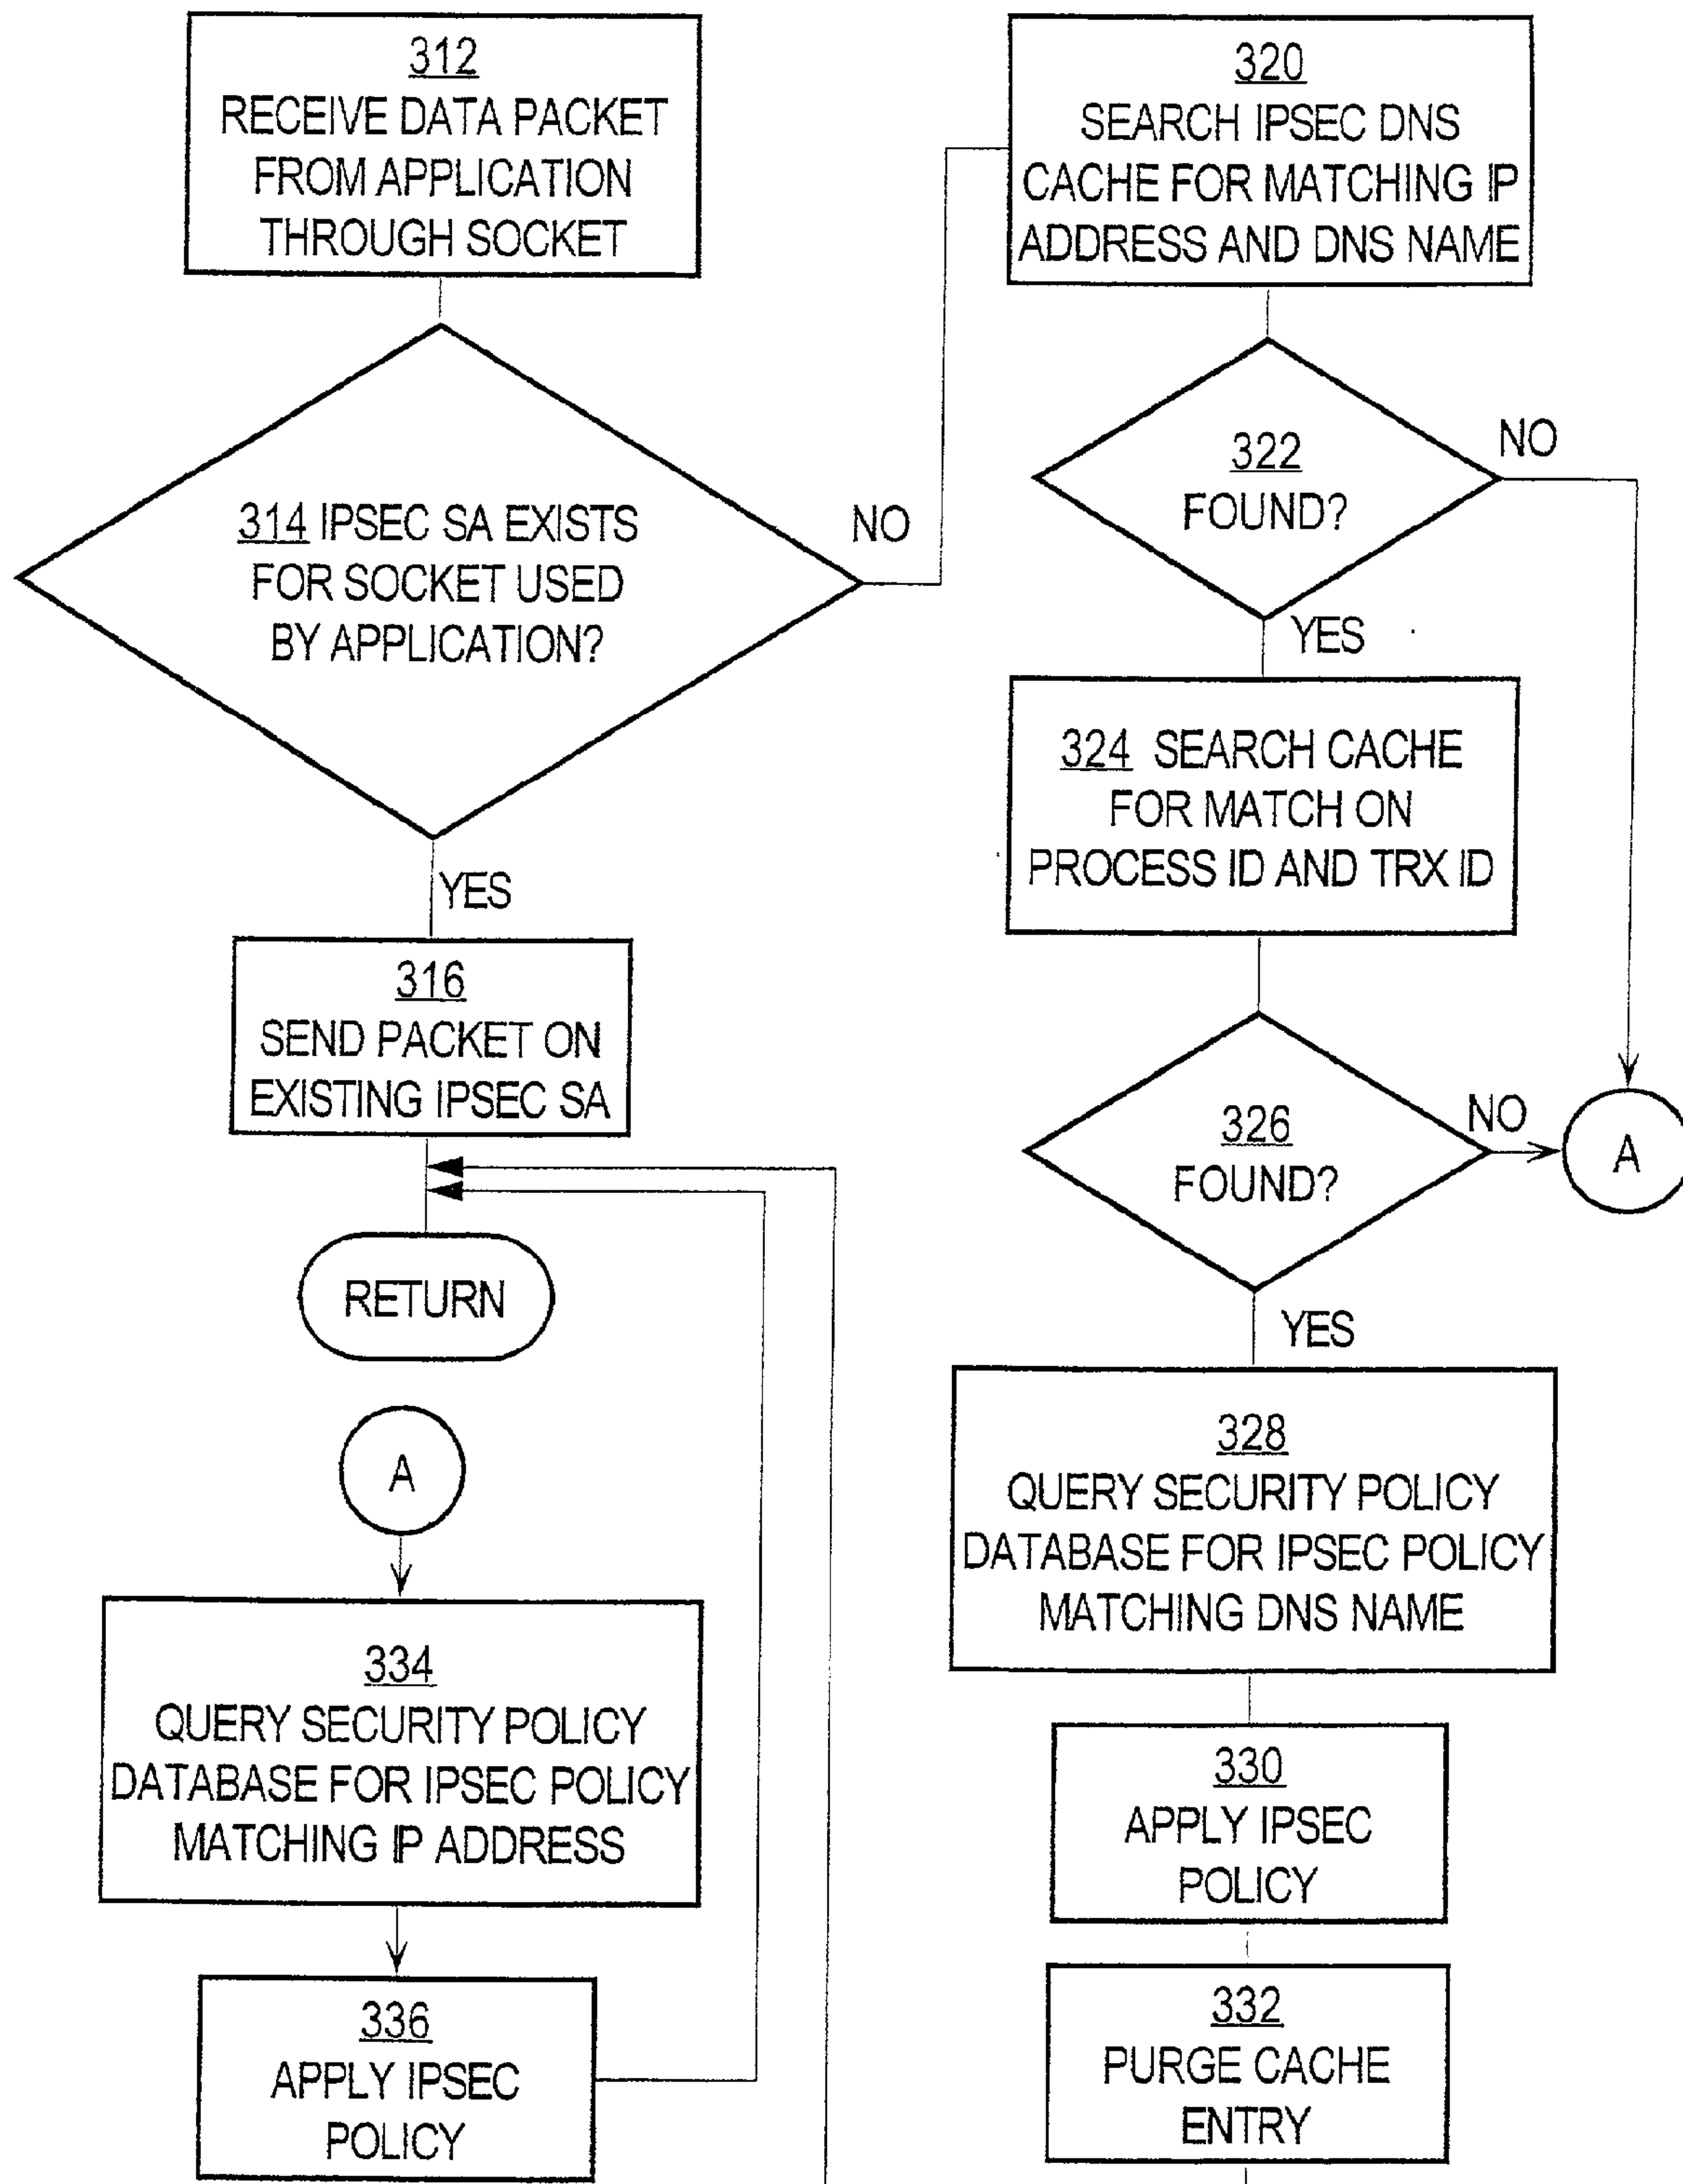 312
RECEIVE DATA PACKET
FROM APPLICATION
THROUGH SOCKET
314 IPSEC SA EXISTS
FOR SOCKET USED
BY APPLICATION?
NO
YES
316
SEND PACKET ON
EXISTING IPSEC SA
RETURN
A
334
QUERY SECURITY POLICY
DATABASE FOR IPSEC POLICY
MATCHING IP ADDRESS
336
APPLY IPSEC
POLICY
320
SEARCH IPSEC DNS
CACHE FOR MATCHING IP
ADDRESS AND DNS NAME
322
FOUND?
NO
YES
324 SEARCH CACHE
FOR MATCH ON
PROCESS ID AND TRX ID
326
FOUND?
NO
A
YES
328
QUERY SECURITY POLICY
DATABASE FOR IPSEC POLICY
MATCHING DNS NAME
330
APPLY IPSEC
POLICY
332
PURGE CACHE
ENTRY